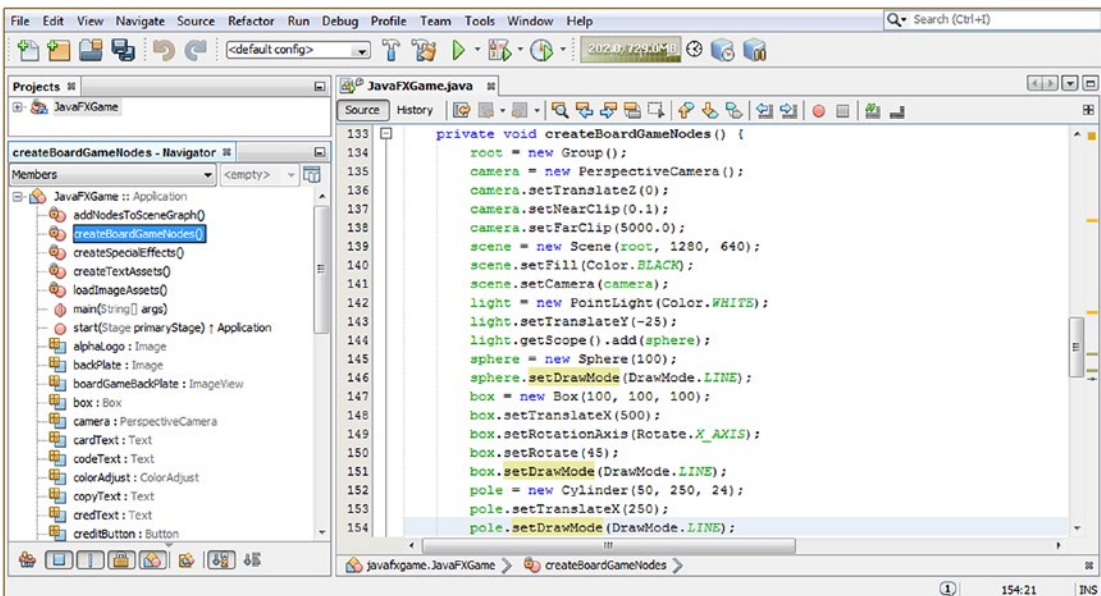 File Edit View Navigate Source Refactor Run Debug Profile Team Tools Window Help
Search (Ctrl+I)
<default config>
202.0/729.0MB
Projects
JavaFXGame
createBoardGameNodes - Navigator
Members
<empty>
JavaFXGame :: Application
addNodesToSceneGraph()
createBoardGameNodes()
createSpecialEffects()
createTextAssets()
loadImageAssets()
main(String[] args)
start(Stage primaryStage) ↑ Application
alphaLogo : Image
backPlate : Image
boardGameBackPlate : ImageView
box : Box
camera : PerspectiveCamera
cardText : Text
codeText : Text
colorAdjust : ColorAdjust
copyText : Text
credText : Text
creditButton : Button
JavaFXGame.java
Source History
133 private void createBoardGameNodes() {
134 root = new Group();
135 camera = new PerspectiveCamera();
136 camera.setTranslateZ(0);
137 camera.setNearClip(0.1);
138 camera.setFarClip(5000.0);
139 scene = new Scene(root, 1280, 640);
140 scene.setFill(Color.BLACK);
141 scene.setCamera(camera);
142 light = new PointLight(Color.WHITE);
143 light.setTranslateY(-25);
144 light.getScope().add(sphere);
145 sphere = new Sphere(100);
146 sphere.setDrawMode(DrawMode.LINE);
147 box = new Box(100, 100, 100);
148 box.setTranslateX(500);
149 box.setRotationAxis(Rotate.X_AXIS);
150 box.setRotate(45);
151 box.setDrawMode(DrawMode.LINE);
152 pole = new Cylinder(50, 250, 24);
153 pole.setTranslateX(250);
154 pole.setDrawMode(DrawMode.LINE);
javafxgame.JavaFXGame
createBoardGameNodes
1
154:21
INS